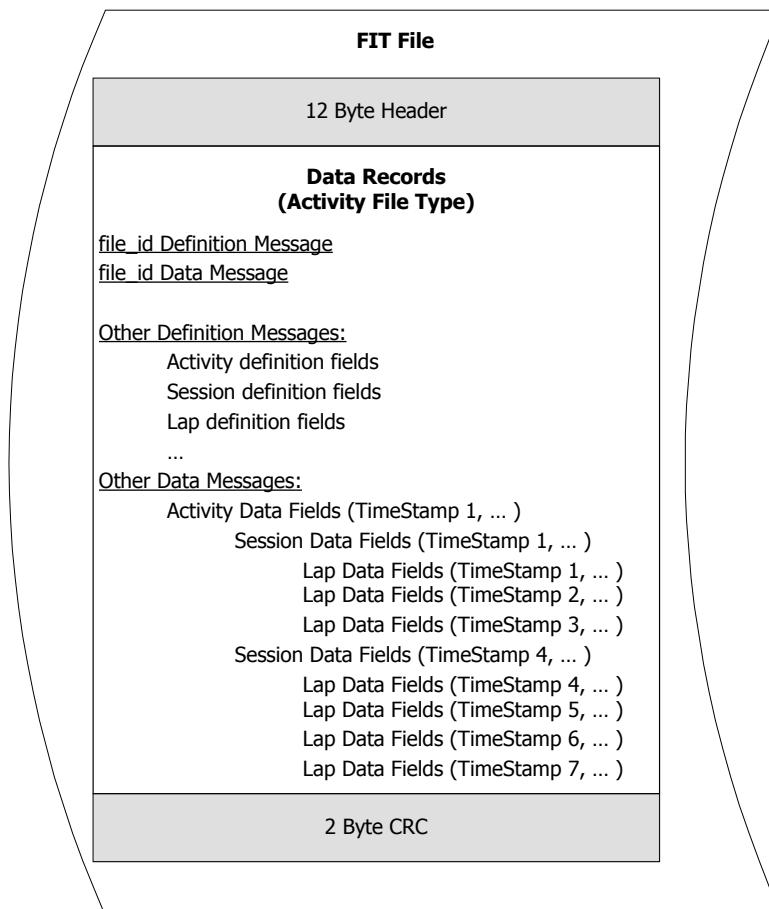 FIT File
12 Byte Header
Data Records
(Activity File Type)
file_id Definition Message
file_id Data Message
Other Definition Messages:
Activity definition fields
Session definition fields
Lap definition fields
…
Other Data Messages:
Activity Data Fields (TimeStamp 1, … )
Session Data Fields (TimeStamp 1, … )
Lap Data Fields (TimeStamp 1, … )
Lap Data Fields (TimeStamp 2, … )
Lap Data Fields (TimeStamp 3, … )
Session Data Fields (TimeStamp 4, … )
Lap Data Fields (TimeStamp 4, … )
Lap Data Fields (TimeStamp 5, … )
Lap Data Fields (TimeStamp 6, … )
Lap Data Fields (TimeStamp 7, … )
2 Byte CRC